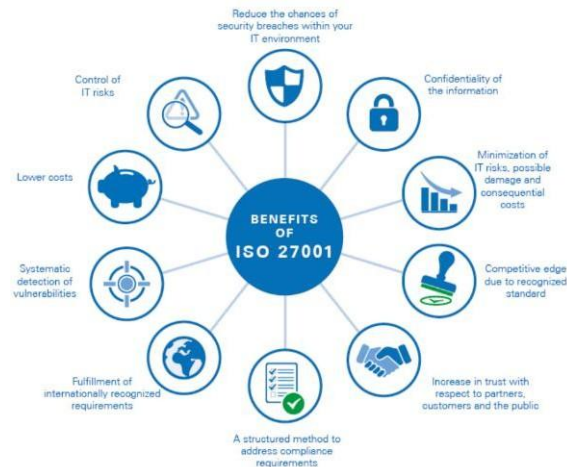 Reduce the chances of
security breaches within your
IT environment
Confidentiality of
the information
Minimization of
IT risks, possible
damage and
consequential
costs
Competitive edge
due to recognized
standard
Increase in trust with
respect to partners,
customers and the public
A structured method to
address compliance
requirements
Fulfillment of
internationally recognized
requirements
Systematic
detection of
vulnerabilities
Lower costs
Control of
IT risks
BENEFITS
OF
ISO 27001